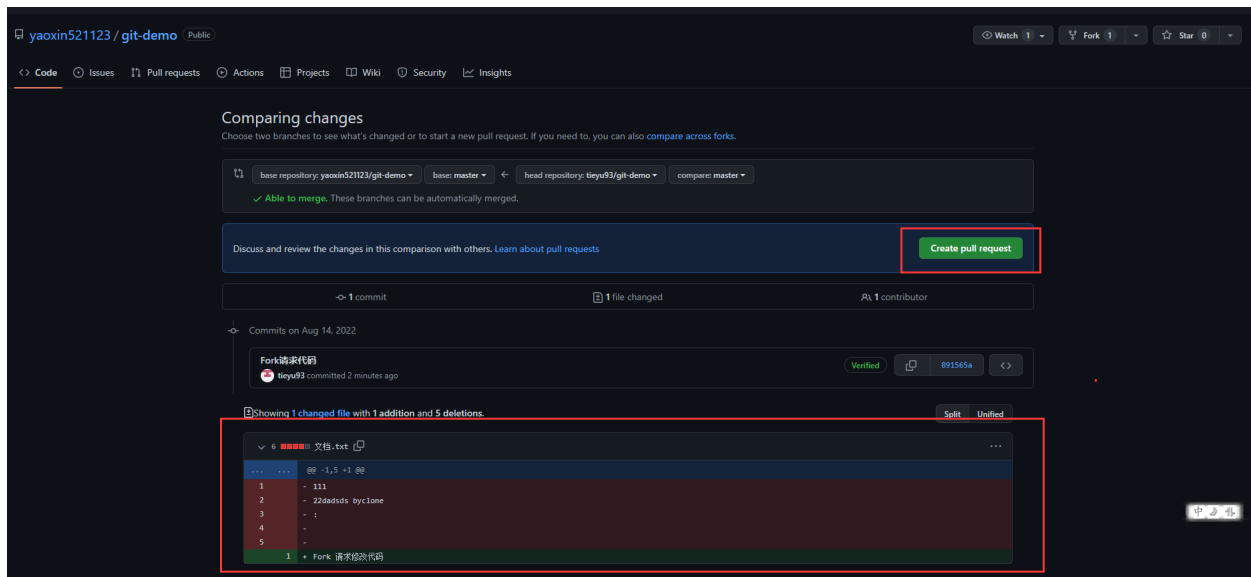 yaoxin521123 / git-demo Public
Watch 1 Fork 1 Star 0
Code Issues Pull requests Actions Projects Wiki Security Insights
Comparing changes
Choose two branches to see what's changed or to start a new pull request. If you need to, you can also compare across forks.
base repository: yaoxin521123/git-demo base: master ← head repository: tieyu93/git-demo compare: master
✓ Able to merge. These branches can be automatically merged.
Discuss and review the changes in this comparison with others. Learn about pull requests
Create pull request
1 commit 1 file changed 1 contributor
Commits on Aug 14, 2022
Fork请求代码
tieyu93 committed 2 minutes ago
Verified 891565a <>
Showing 1 changed file with 1 addition and 5 deletions.
Split Unified
6 文档.txt ...
... ... @@ -1,5 +1 @@
1 - 111
2 - 22dadsds byclone
3 - :
4 -
5 -
1 + Fork 请求修改代码
中